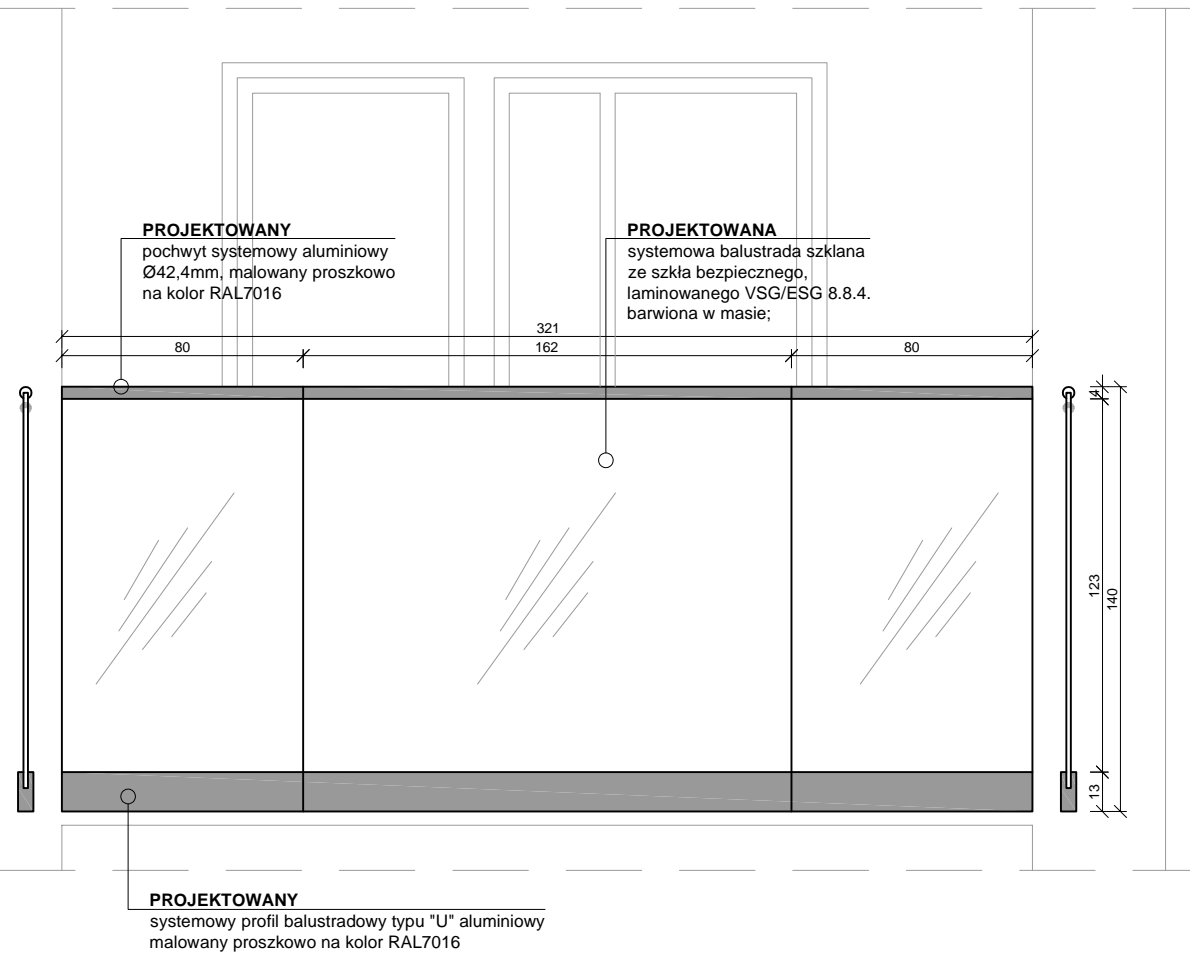 PROJEKTOWANY
pochwyt systemowy aluminiowy
Ø42,4mm, malowany proszkowo
na kolor RAL7016
PROJEKTOWANA
systemowa balustrada szklana
ze szkła bezpiecznego,
laminowanego VSG/ESG 8.8.4.
barwiona w masie;
321
80
162
80
4
123
140
13
PROJEKTOWANY
systemowy profil balustradowy typu "U" aluminiowy
malowany proszkowo na kolor RAL7016